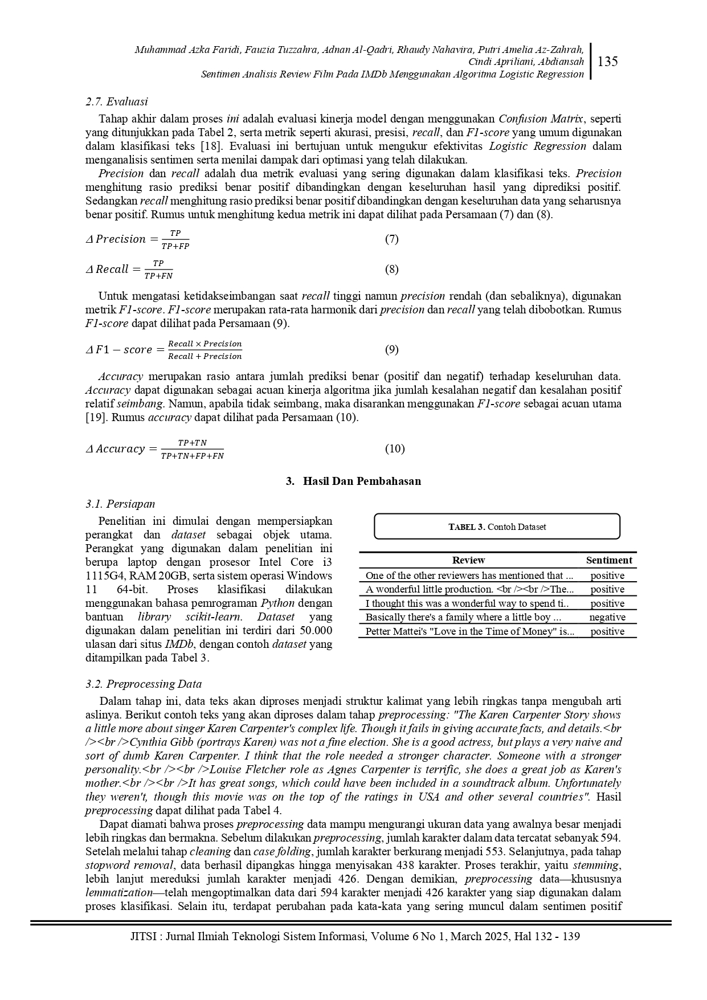 Muhammad Azka Faridi, Fauzia Tuzzahra, Adnan Al-Qadri, Rhaudy Nahavira, Putri Amelia Az-Zahrah,
Cindi Apriliani, Abdiansah
Sentimen Analisis Review Film Pada IMDb Menggunakan Algoritma Logistic Regression
135
2.7. Evaluasi
Tahap akhir dalam proses ini adalah evaluasi kinerja model dengan menggunakan Confusion Matrix, seperti
yang ditunjukkan pada Tabel 2, serta metrik seperti akurasi, presisi, recall, dan F1-score yang umum digunakan
dalam klasifikasi teks [18]. Evaluasi ini bertujuan untuk mengukur efektivitas Logistic Regression dalam
menganalisis sentimen serta menilai dampak dari optimasi yang telah dilakukan.
Precision dan recall adalah dua metrik evaluasi yang sering digunakan dalam klasifikasi teks. Precision
menghitung rasio prediksi benar positif dibandingkan dengan keseluruhan hasil yang diprediksi positif.
Sedangkan recall menghitung rasio prediksi benar positif dibandingkan dengan keseluruhan data yang seharusnya
benar positif. Rumus untuk menghitung kedua metrik ini dapat dilihat pada Persamaan (7) dan (8).
Δ Precision = TP / TP+FP (7)
Δ Recall = TP / TP+FN (8)
Untuk mengatasi ketidakseimbangan saat recall tinggi namun precision rendah (dan sebaliknya), digunakan
metrik F1-score. F1-score merupakan rata-rata harmonik dari precision dan recall yang telah dibobotkan. Rumus
F1-score dapat dilihat pada Persamaan (9).
Δ F1 − score = Recall × Precision / Recall + Precision (9)
Accuracy merupakan rasio antara jumlah prediksi benar (positif dan negatif) terhadap keseluruhan data.
Accuracy dapat digunakan sebagai acuan kinerja algoritma jika jumlah kesalahan negatif dan kesalahan positif
relatif seimbang. Namun, apabila tidak seimbang, maka disarankan menggunakan F1-score sebagai acuan utama
[19]. Rumus accuracy dapat dilihat pada Persamaan (10).
Δ Accuracy = TP+TN / TP+TN+FP+FN (10)
3. Hasil Dan Pembahasan
3.1. Persiapan
Penelitian ini dimulai dengan mempersiapkan
perangkat dan dataset sebagai objek utama.
Perangkat yang digunakan dalam penelitian ini
berupa laptop dengan prosesor Intel Core i3
1115G4, RAM 20GB, serta sistem operasi Windows
11 64-bit. Proses klasifikasi dilakukan
menggunakan bahasa pemrograman Python dengan
bantuan library scikit-learn. Dataset yang
digunakan dalam penelitian ini terdiri dari 50.000
ulasan dari situs IMDb, dengan contoh dataset yang
ditampilkan pada Tabel 3.
TABEL 3. Contoh Dataset
Review Sentiment
One of the other reviewers has mentioned that ... positive
A wonderful little production. <br /><br />The... positive
I thought this was a wonderful way to spend ti.. positive
Basically there's a family where a little boy ... negative
Petter Mattei's "Love in the Time of Money" is... positive
3.2. Preprocessing Data
Dalam tahap ini, data teks akan diproses menjadi struktur kalimat yang lebih ringkas tanpa mengubah arti
aslinya. Berikut contoh teks yang akan diproses dalam tahap preprocessing: "The Karen Carpenter Story shows
a little more about singer Karen Carpenter's complex life. Though it fails in giving accurate facts, and details.<br
/><br />Cynthia Gibb (portrays Karen) was not a fine election. She is a good actress, but plays a very naive and
sort of dumb Karen Carpenter. I think that the role needed a stronger character. Someone with a stronger
personality.<br /><br />Louise Fletcher role as Agnes Carpenter is terrific, she does a great job as Karen's
mother.<br /><br />It has great songs, which could have been included in a soundtrack album. Unfortunately
they weren't, though this movie was on the top of the ratings in USA and other several countries". Hasil
preprocessing dapat dilihat pada Tabel 4.
Dapat diamati bahwa proses preprocessing data mampu mengurangi ukuran data yang awalnya besar menjadi
lebih ringkas dan bermakna. Sebelum dilakukan preprocessing, jumlah karakter dalam data tercatat sebanyak 594.
Setelah melalui tahap cleaning dan case folding, jumlah karakter berkurang menjadi 553. Selanjutnya, pada tahap
stopword removal, data berhasil dipangkas hingga menyisakan 438 karakter. Proses terakhir, yaitu stemming,
lebih lanjut mereduksi jumlah karakter menjadi 426. Dengan demikian, preprocessing data—khususnya
lemmatization—telah mengoptimalkan data dari 594 karakter menjadi 426 karakter yang siap digunakan dalam
proses klasifikasi. Selain itu, terdapat perubahan pada kata-kata yang sering muncul dalam sentimen positif
JITSI : Jurnal Ilmiah Teknologi Sistem Informasi, Volume 6 No 1, March 2025, Hal 132 - 139